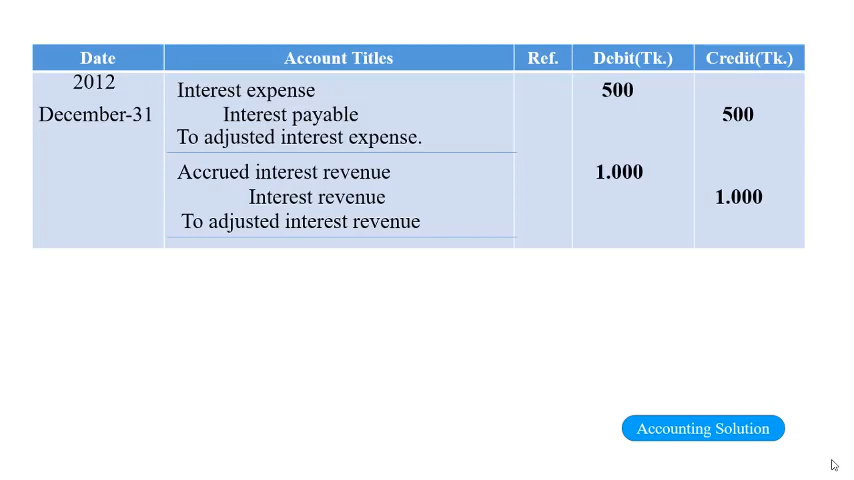 Date Account Titles Ref. Debit(Tk.) Credit(Tk.)
2012
Interest expense 500
December-31 Interest payable 500
To adjusted interest expense.
Accrued interest revenue 1.000
Interest revenue 1.000
To adjusted interest revenue
Accounting Solution